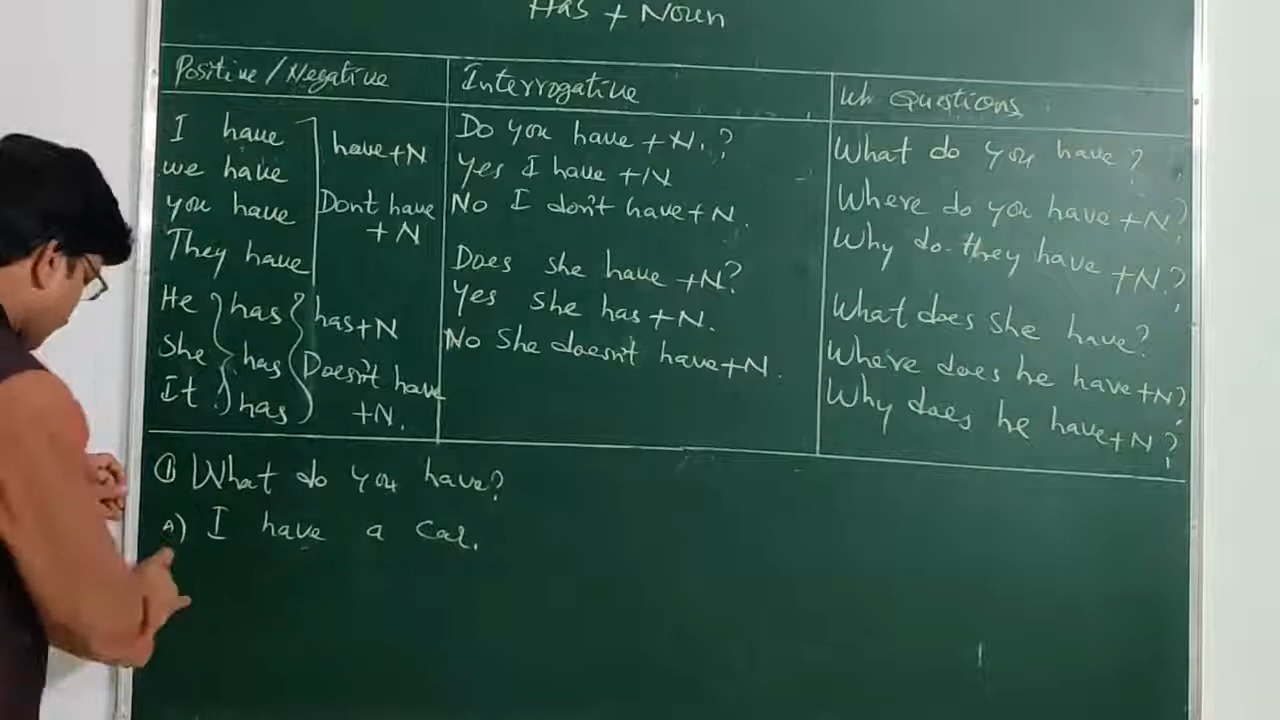 Has + Noun
Positive/Negative
I have
we have
you have
They have
have+N
Dont have
+N
He has
She has
It has
has+N
Doesn't have
+N.
Interrogative
Do you have +N.?
Yes I have +N
No I don't have+N.
Does she have +N?
Yes she has+N.
No She doesn't have+N.
Wh Questions
What do you have?
Where do you have +N?
Why do they have +N?
What does She have?
Where does he have+N?
Why does he have+N?
① What do you have?
A) I have a Car.